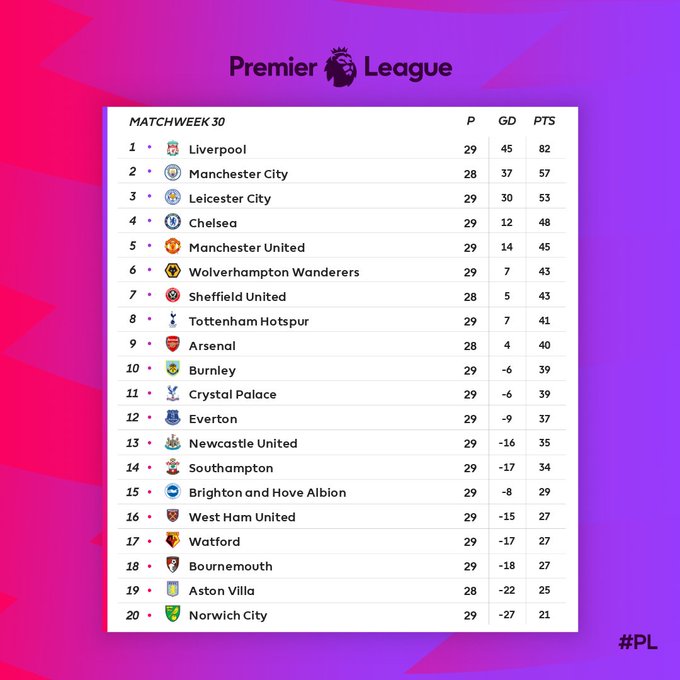 Premier League
MATCHWEEK 30 P GD PTS
1 Liverpool 29 45 82
2 Manchester City 28 37 57
3 Leicester City 29 30 53
4 Chelsea 29 12 48
5 Manchester United 29 14 45
6 Wolverhampton Wanderers 29 7 43
7 Sheffield United 28 5 43
8 Tottenham Hotspur 29 7 41
9 Arsenal 28 4 40
10 Burnley 29 -6 39
11 Crystal Palace 29 -6 39
12 Everton 29 -9 37
13 Newcastle United 29 -16 35
14 Southampton 29 -17 34
15 Brighton and Hove Albion 29 -8 29
16 West Ham United 29 -15 27
17 Watford 29 -17 27
18 Bournemouth 29 -18 27
19 Aston Villa 28 -22 25
20 Norwich City 29 -27 21
#PL